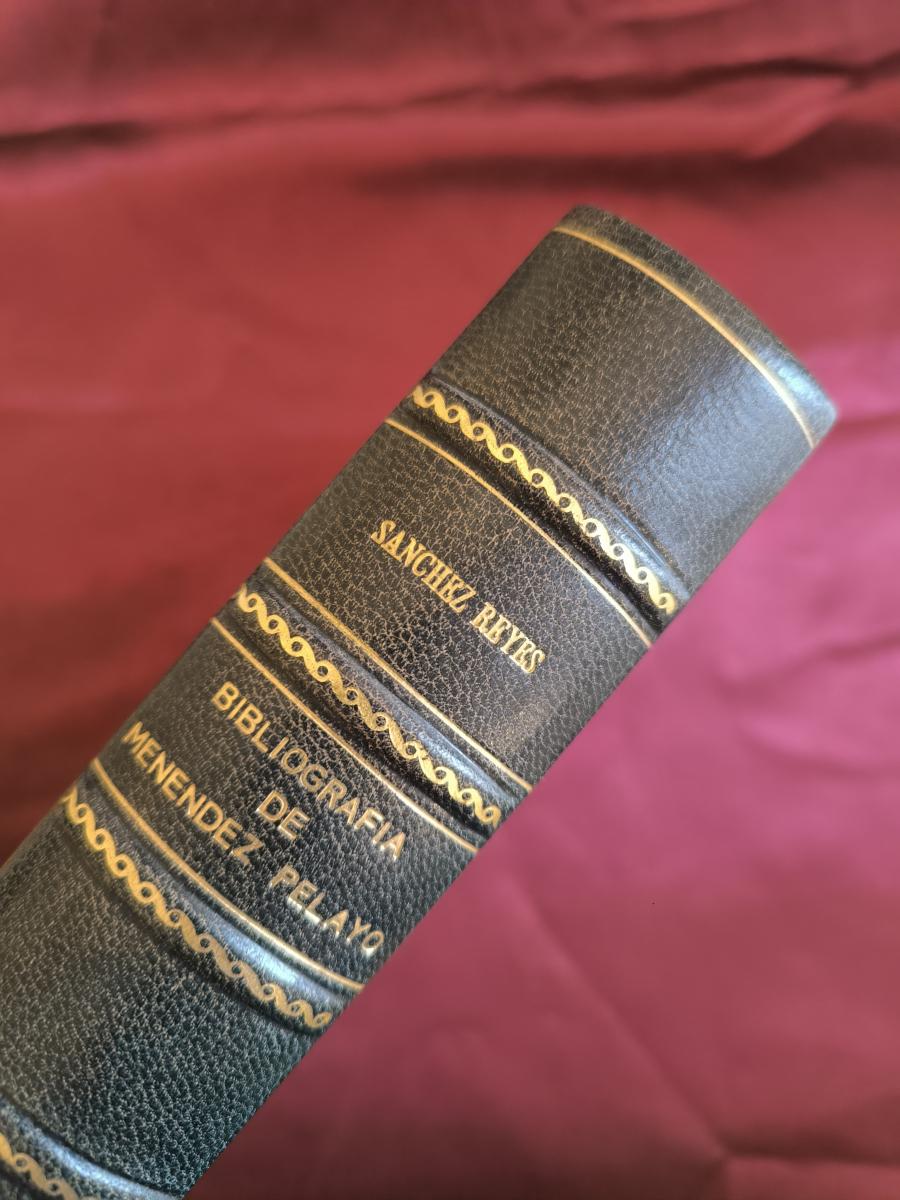 SANCHEZ REYES
BIBLIOGRAFIA
DE
MENENDEZ PELAYO